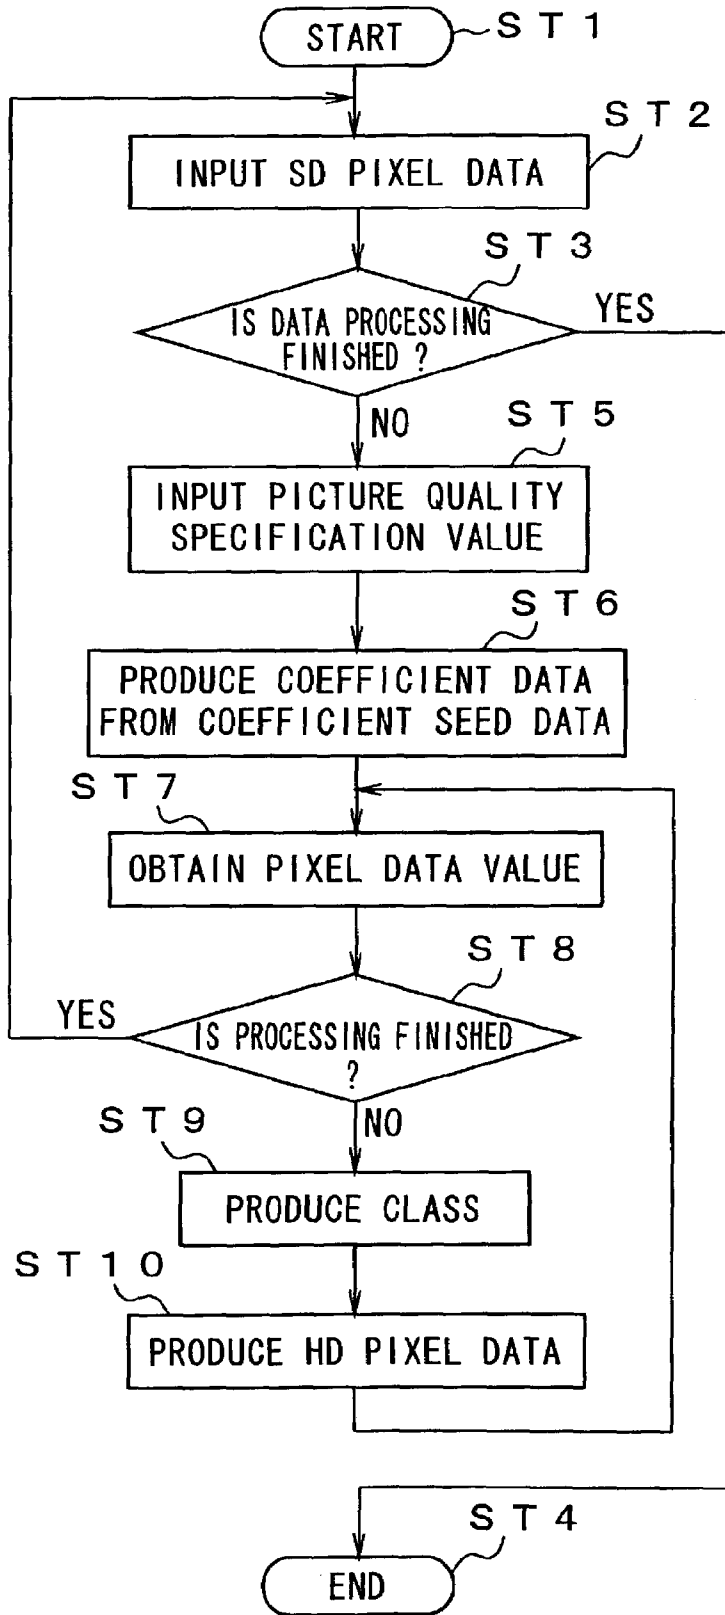 START
ST1
ST2
INPUT SD PIXEL DATA
ST3
IS DATA PROCESSING
FINISHED ?
YES
NO
ST5
INPUT PICTURE QUALITY
SPECIFICATION VALUE
ST6
PRODUCE COEFFICIENT DATA
FROM COEFFICIENT SEED DATA
ST7
OBTAIN PIXEL DATA VALUE
ST8
YES
IS PROCESSING FINISHED
?
NO
ST9
PRODUCE CLASS
ST10
PRODUCE HD PIXEL DATA
ST4
END